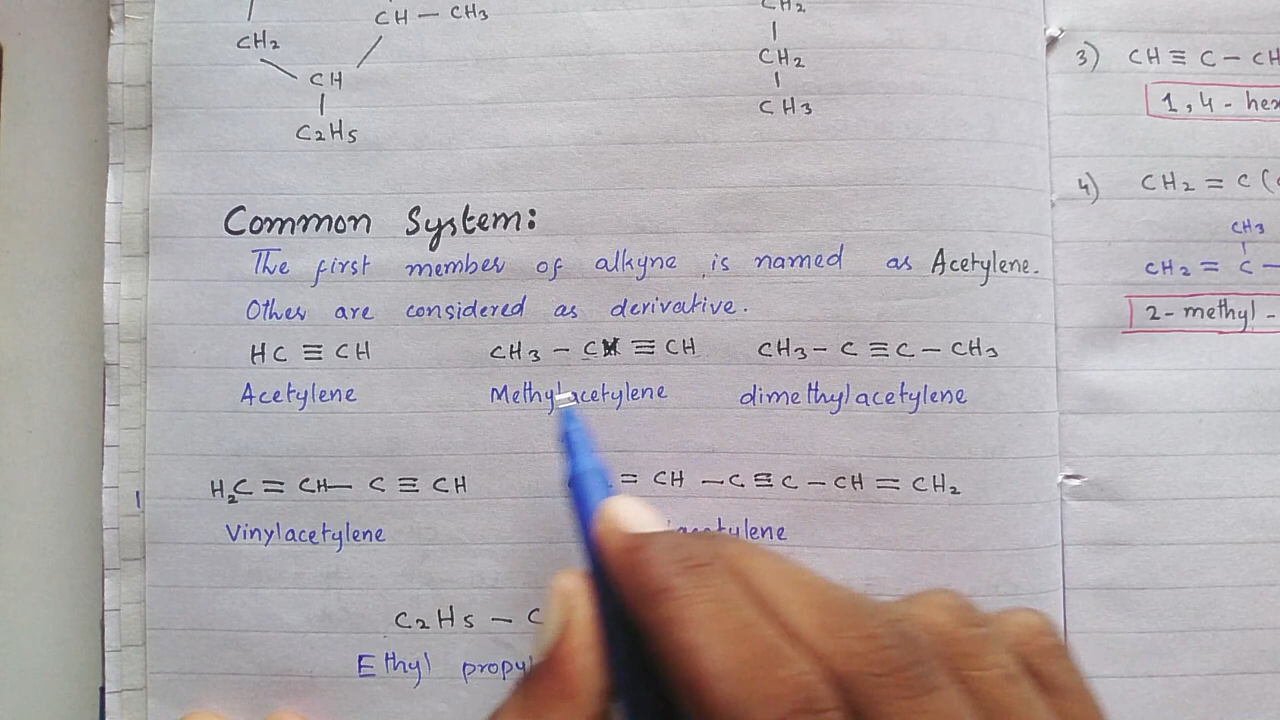 CH — CH3
CH2
CH
C2H5
CH2
CH2
CH3
Common System:
The first member of alkyne is named as Acetylene.
Other are considered as derivative.
HC ≡ CH CH3 – C ≡ CH CH3 – C ≡ C – CH3
Acetylene Methylacetylene dimethylacetylene
H2C = CH — C ≡ CH = CH – C ≡ C – CH = CH2
Vinylacetylene
C2H5 – C
Ethyl
3) CH ≡ C – CH
1,4 - hex
4) CH2 = C (
CH3
CH2 = C –
2 - methyl -